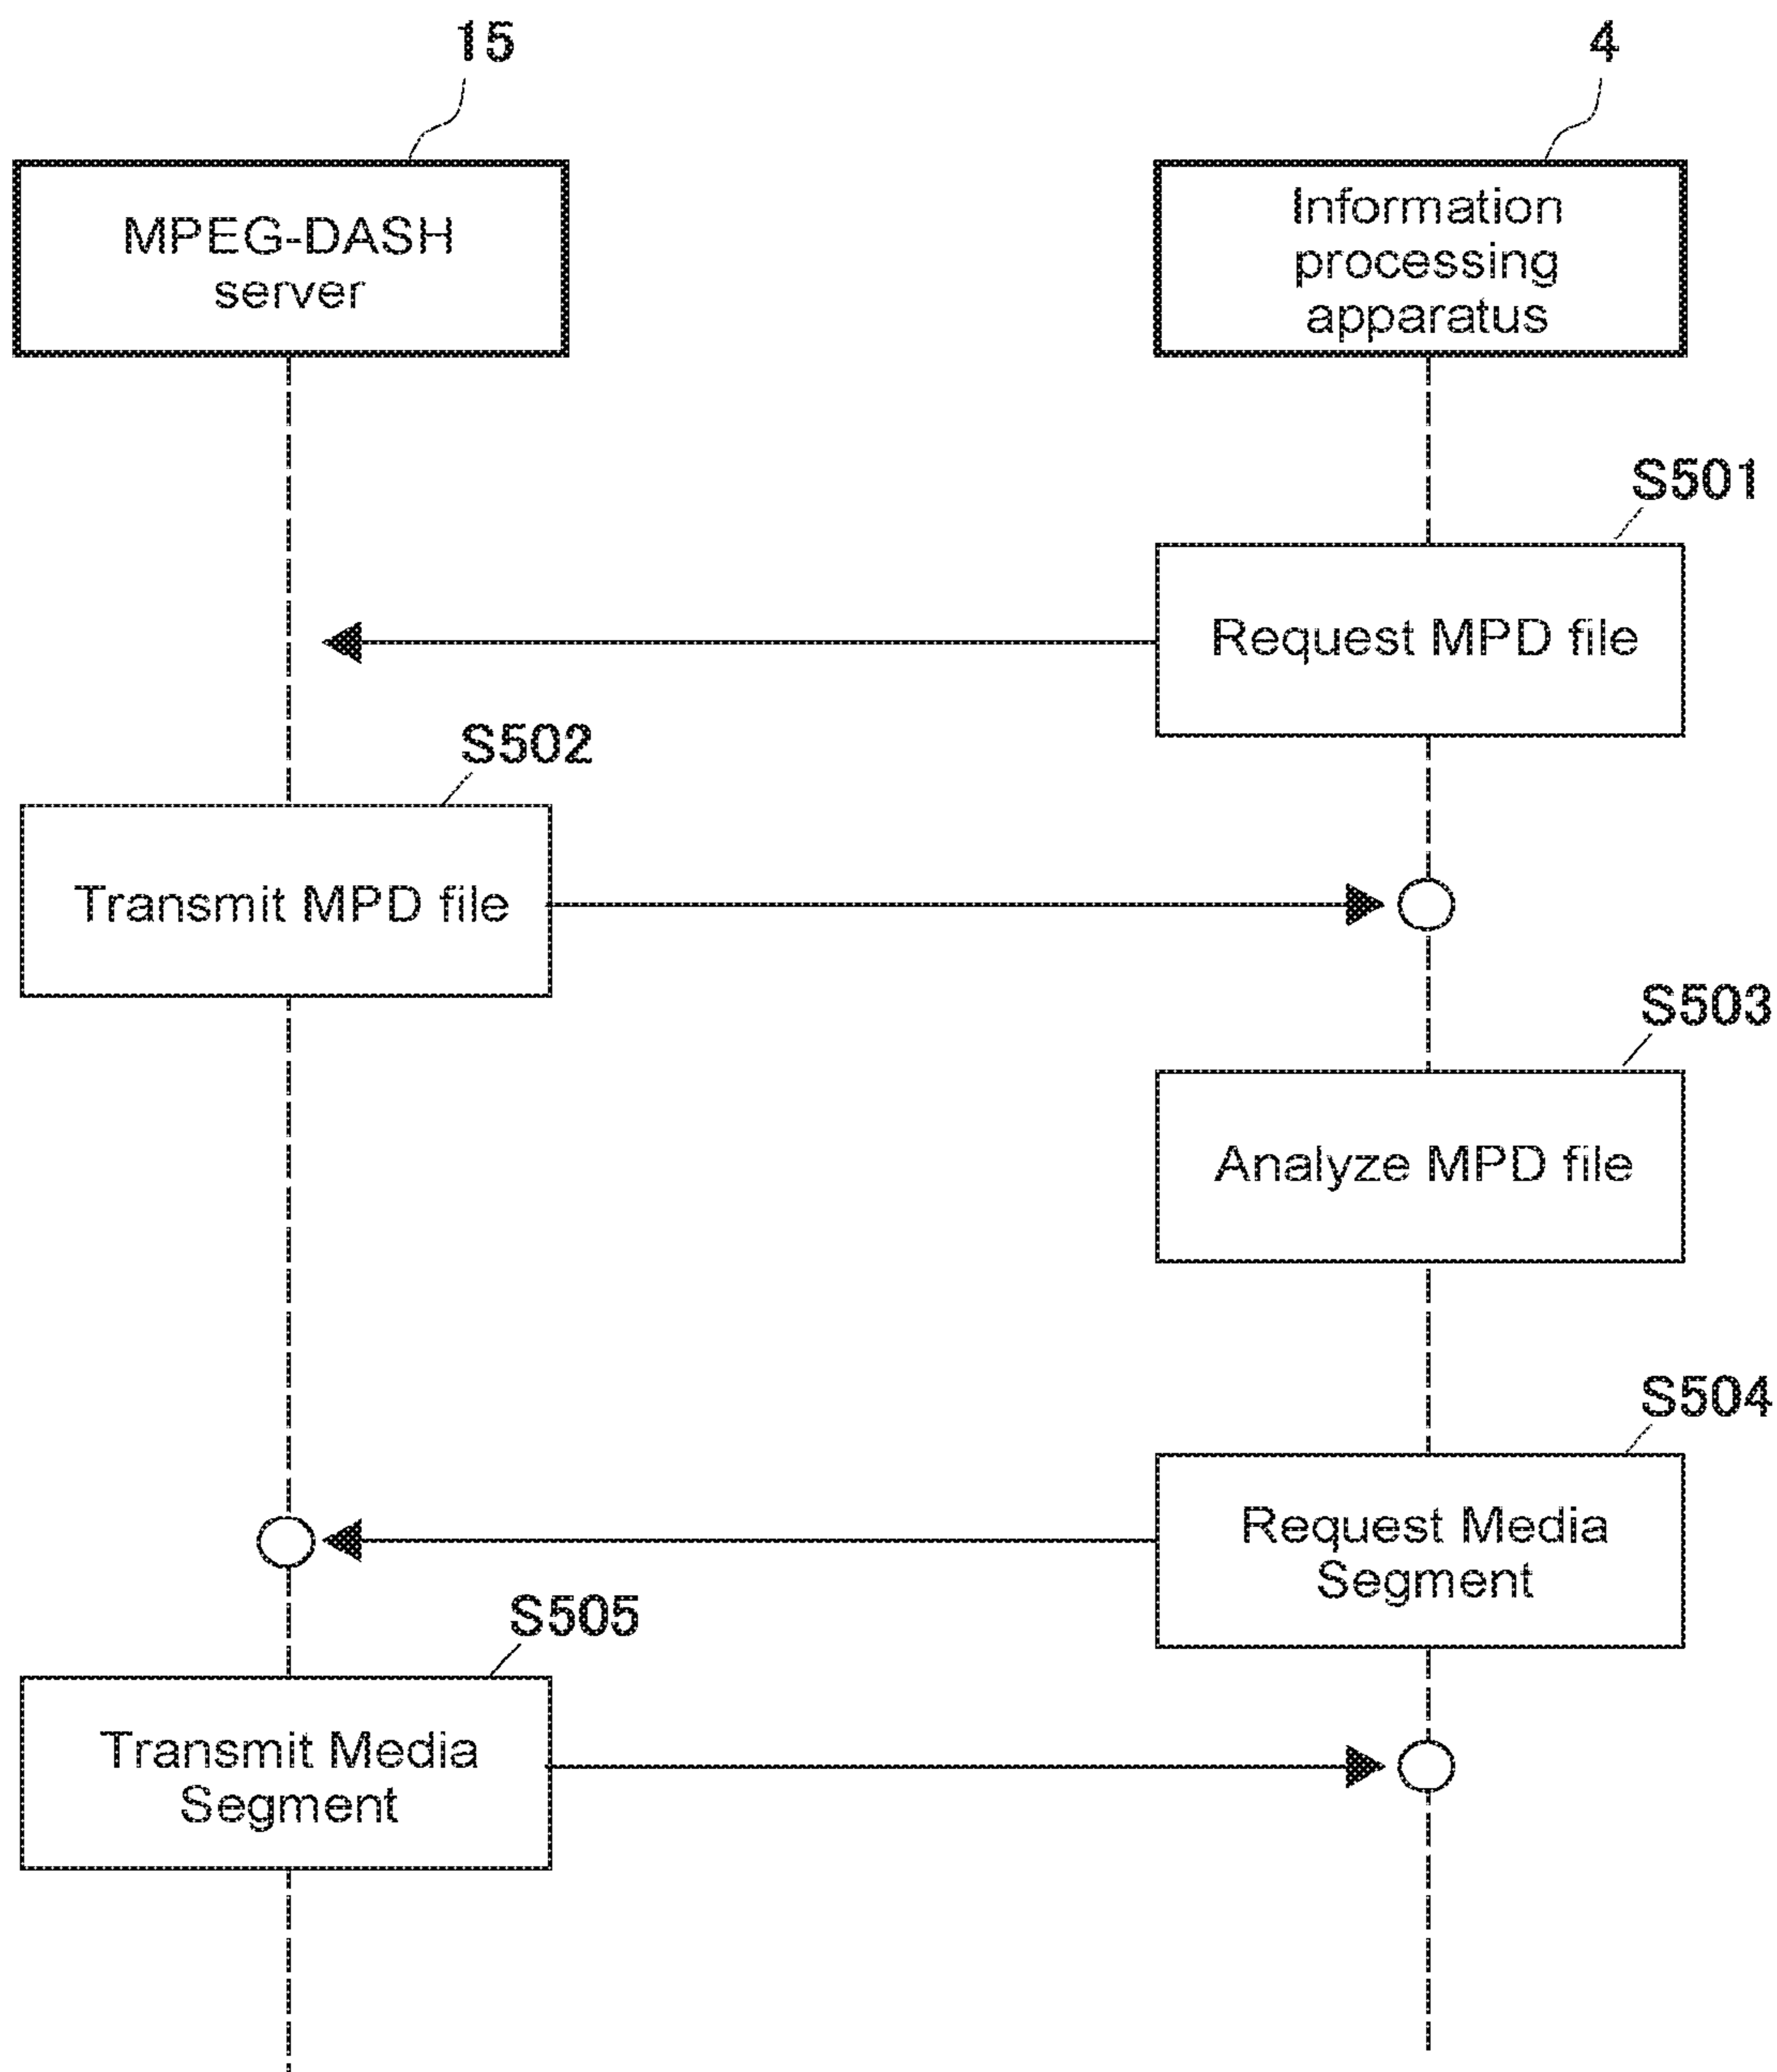 15
4
MPEG-DASH
server
Information
processing
apparatus
S501
Request MPD file
S502
Transmit MPD file
S503
Analyze MPD file
S504
Request Media
Segment
S505
Transmit Media
Segment